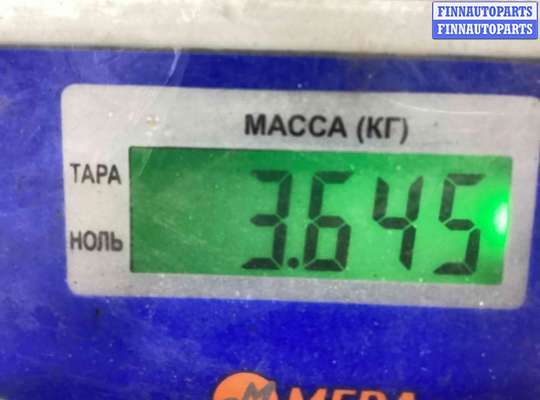 FINNAUTOPARTS
FINNAUTOPARTS
МАССА (КГ)
ТАРА
3.645
НОЛЬ